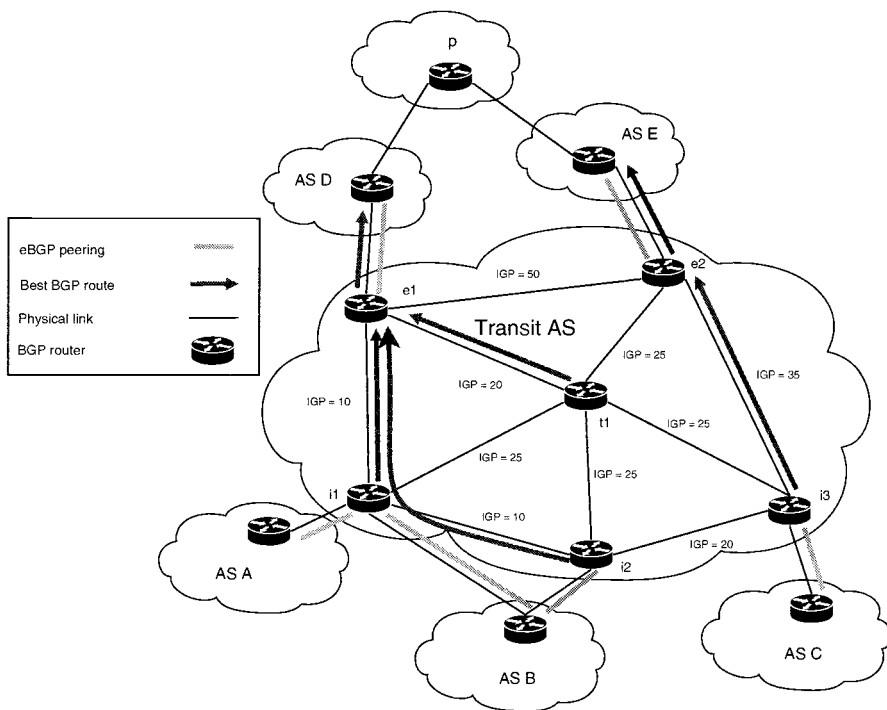 p
AS E
AS D
eBGP peering
Best BGP route
Physical link
BGP router
e2
IGP = 50
e1
Transit AS
IGP = 25
IGP = 35
IGP = 20
IGP = 10
t1
IGP = 25
IGP = 25
IGP = 25
i1
i3
IGP = 10
IGP = 20
i2
AS A
AS C
AS B